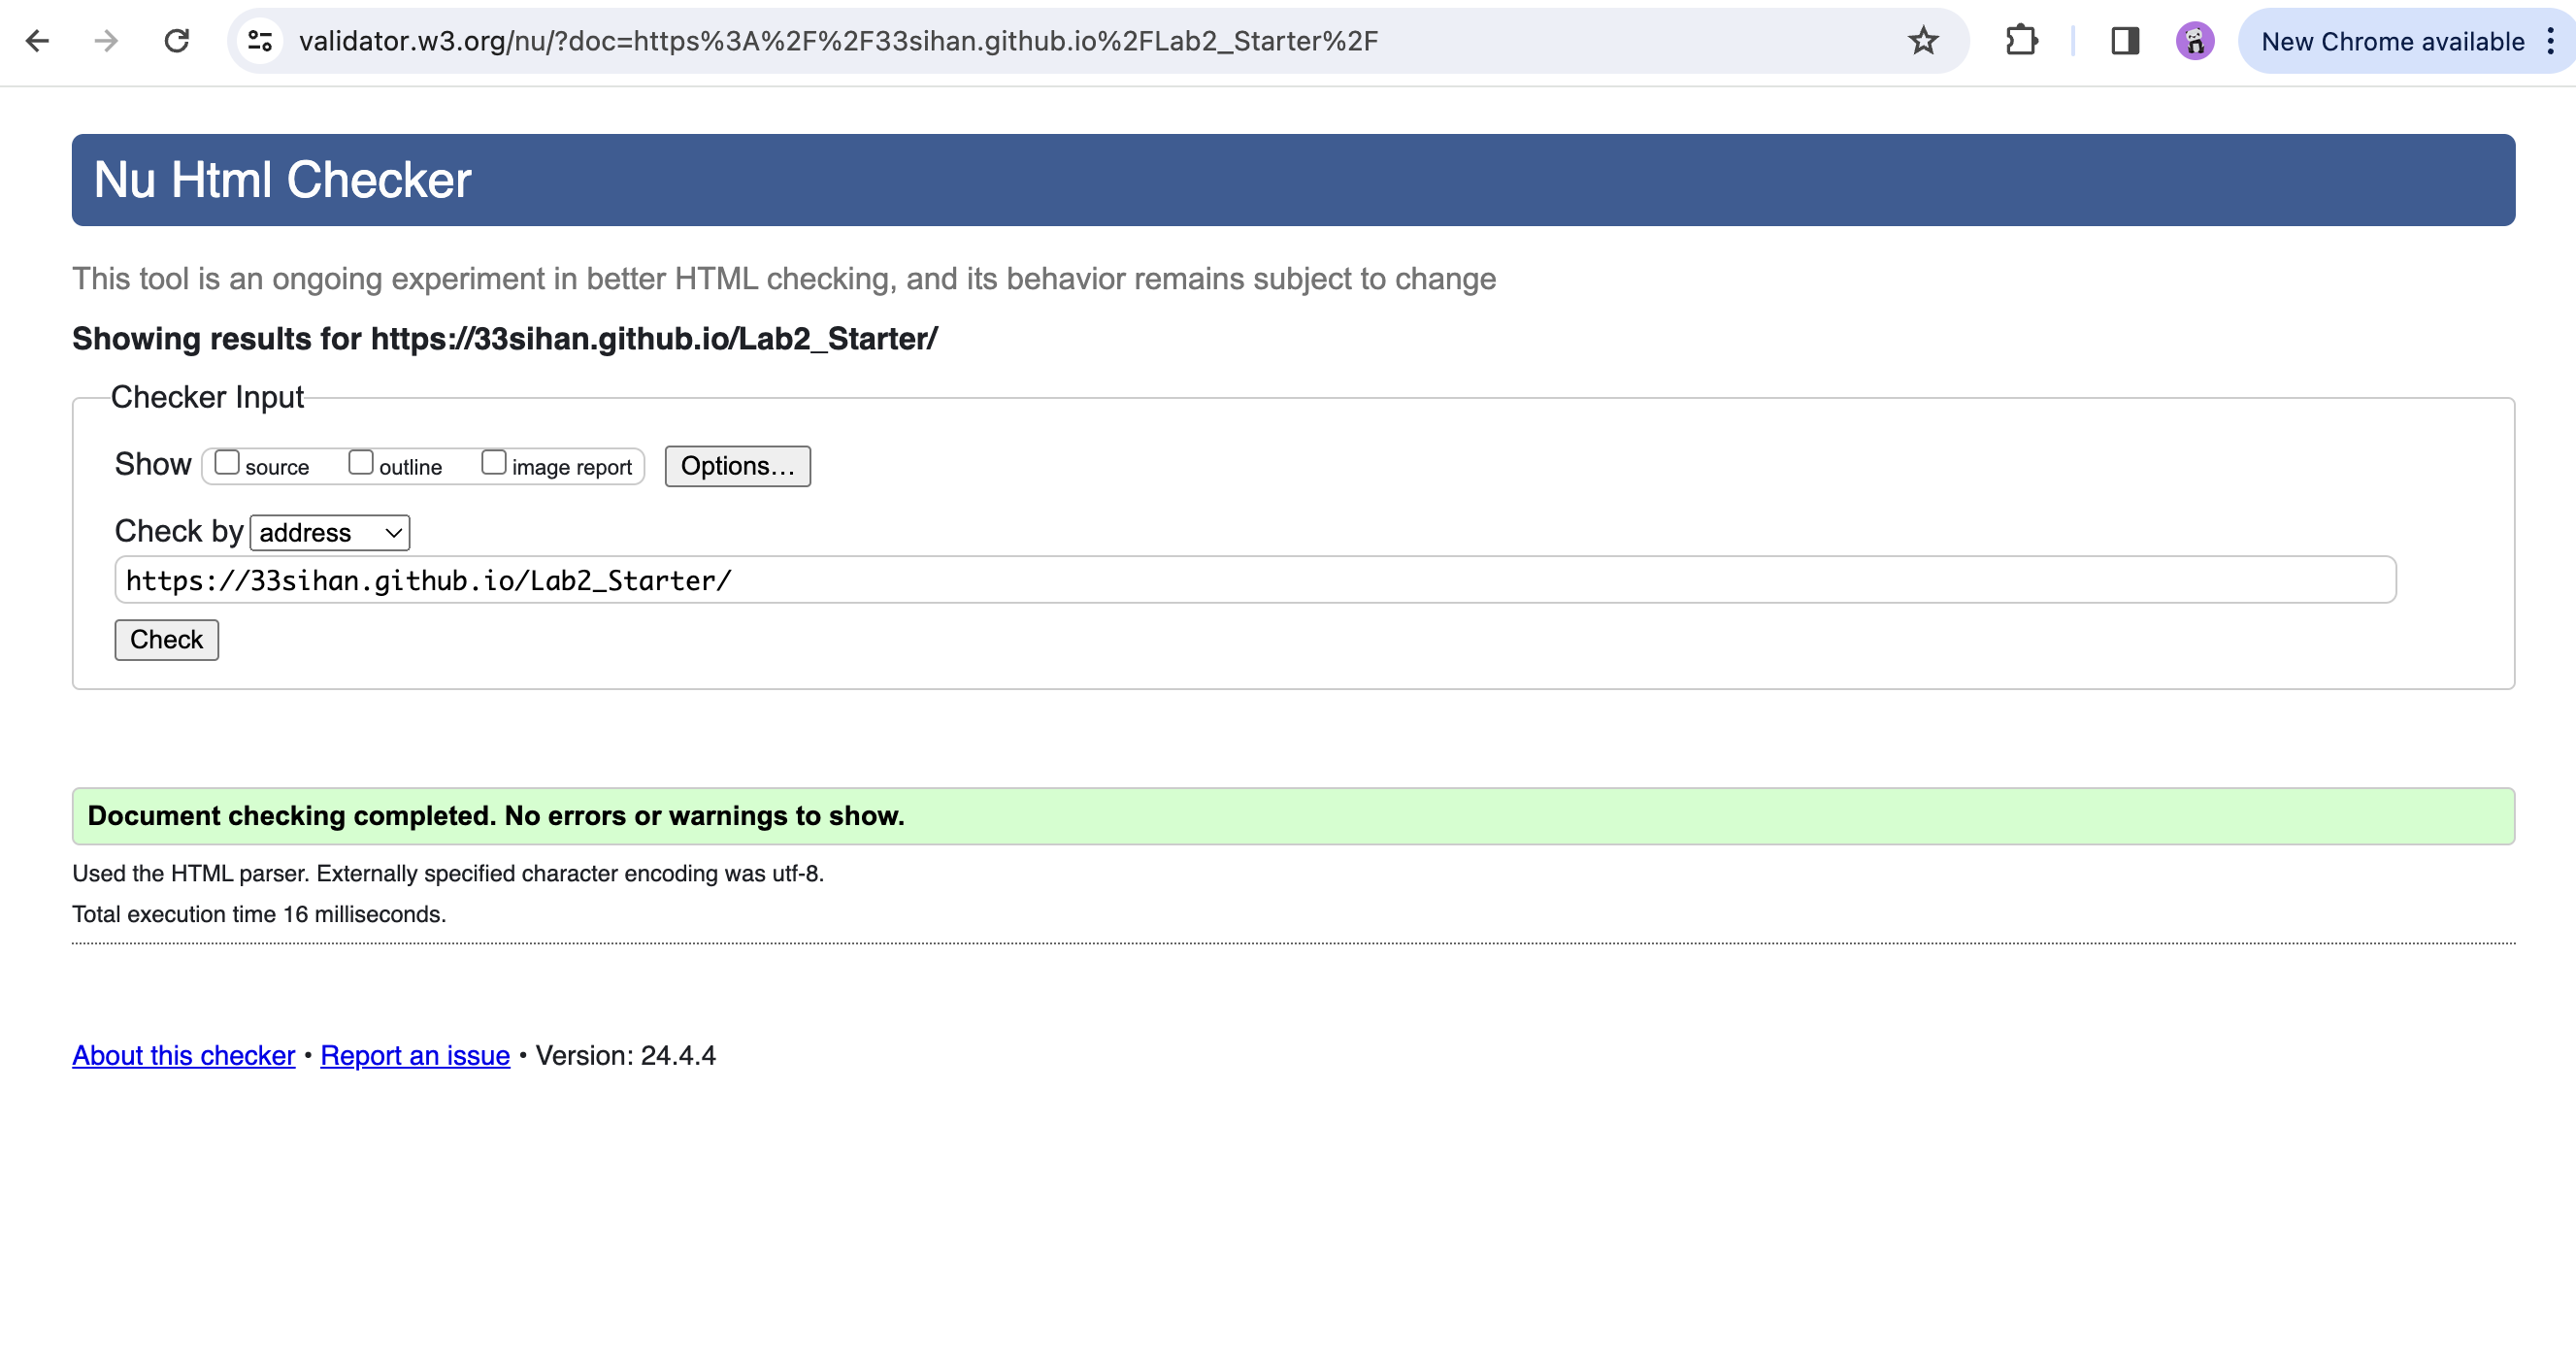 validator.w3.org/nu/?doc=https%3A%2F%2F33sihan.github.io%2FLab2_Starter%2F
New Chrome available
Nu Html Checker
This tool is an ongoing experiment in better HTML checking, and its behavior remains subject to change
Showing results for https://33sihan.github.io/Lab2_Starter/
Checker Input
Show source outline image report Options...
Check by address
https://33sihan.github.io/Lab2_Starter/
Check
Document checking completed. No errors or warnings to show.
Used the HTML parser. Externally specified character encoding was utf-8.
Total execution time 16 milliseconds.
About this checker • Report an issue • Version: 24.4.4